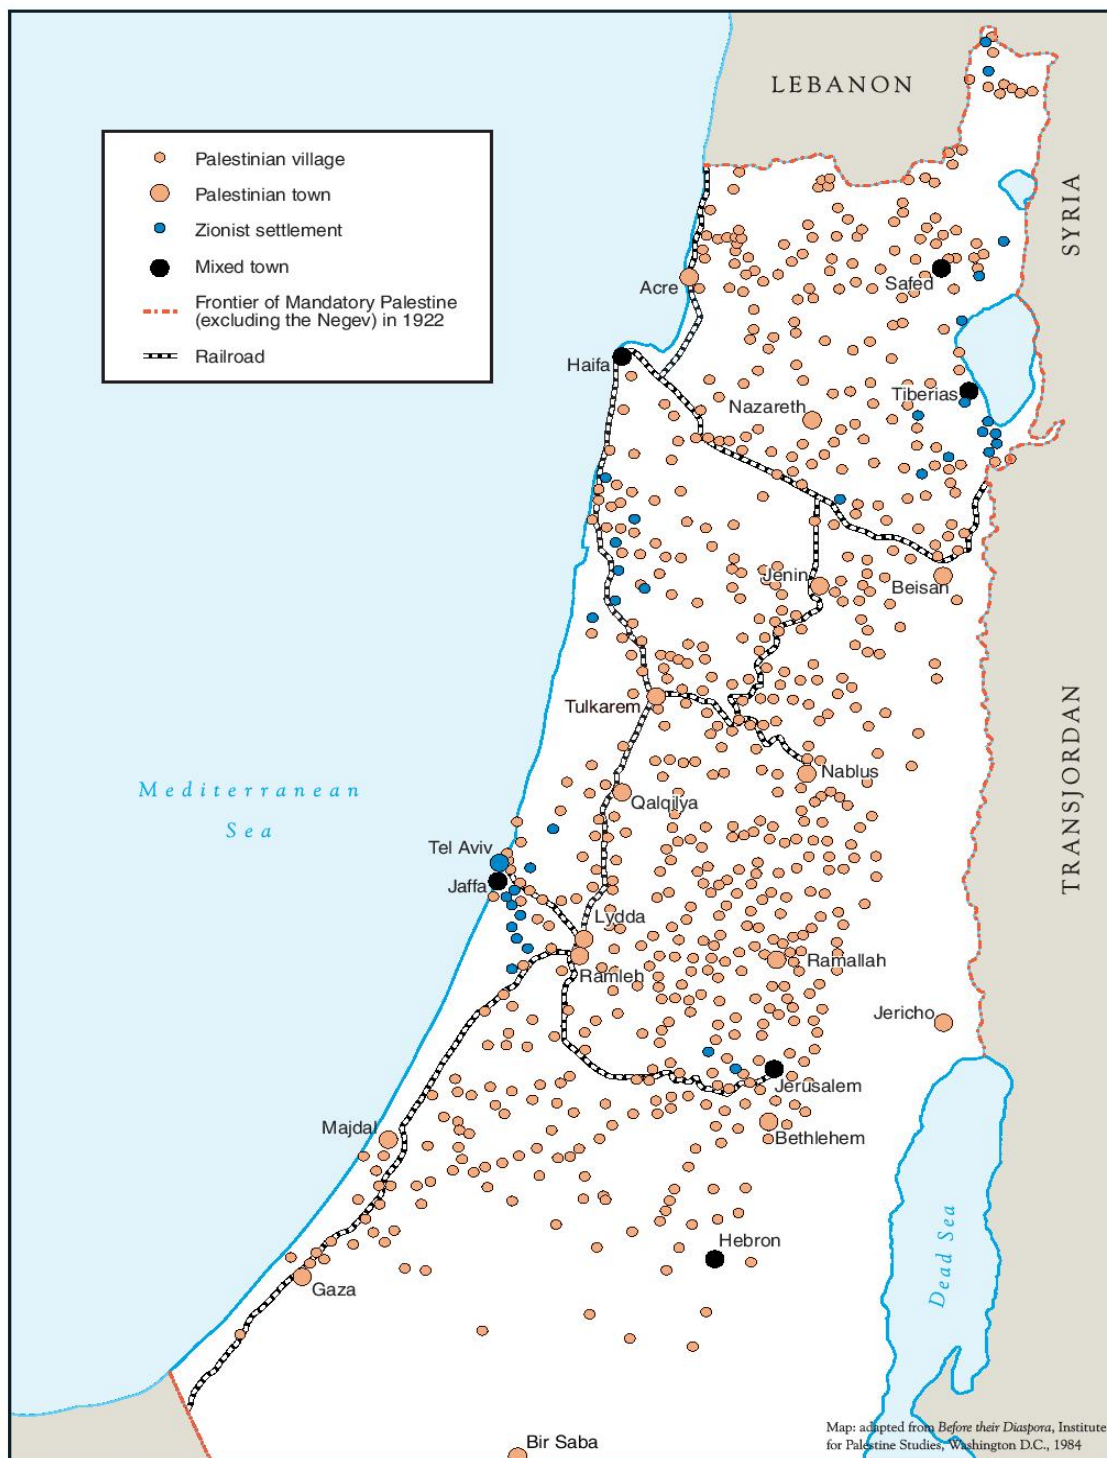 LEBANON
SYRIA
TRANSJORDAN
Palestinian village
Palestinian town
Zionist settlement
Mixed town
Frontier of Mandatory Palestine
(excluding the Negev) in 1922
Railroad
Acre
Safed
Haifa
Tiberias
Nazareth
Jenin
Beisan
Tulkarem
Nablus
Qalqilya
Mediterranean
Sea
Tel Aviv
Jaffa
Lydda
Ramleh
Ramallah
Jericho
Jerusalem
Majdal
Bethlehem
Hebron
Dead Sea
Gaza
Bir Saba
Map: adapted from Before their Diaspora, Institute
for Palestine Studies, Washington D.C., 1984